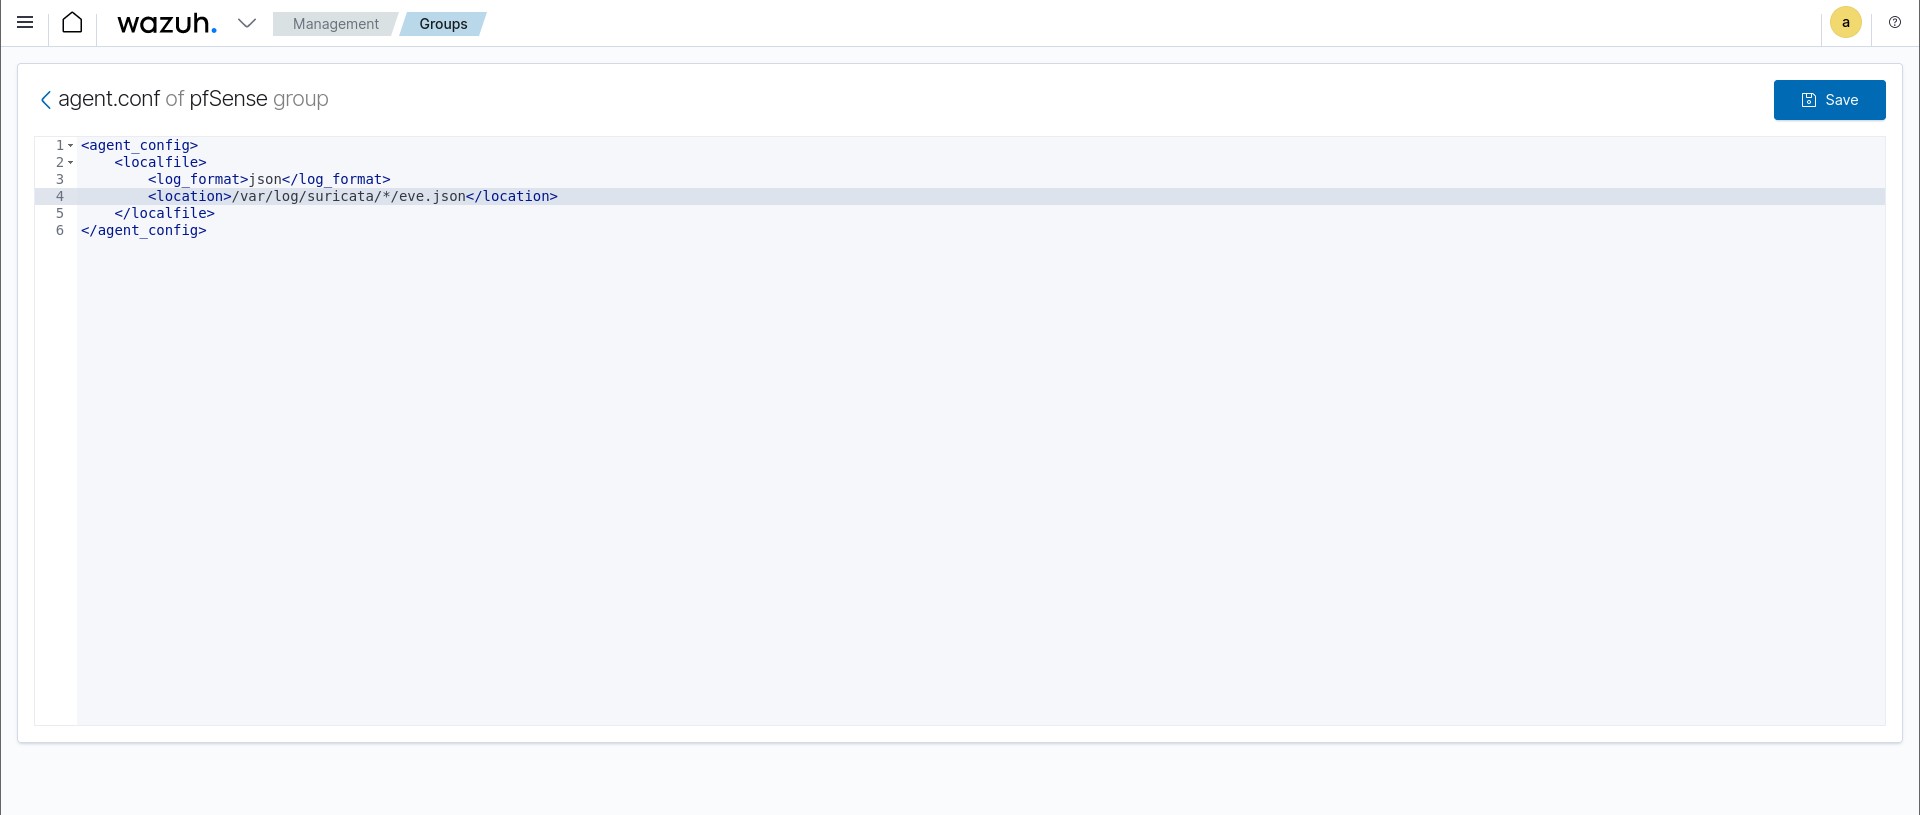 wazuh. Management Groups a
agent.conf of pfSense group Save
1 <agent_config>
2 <localfile>
3 <log_format>json</log_format>
4 <location>/var/log/suricata/*/eve.json</location>
5 </localfile>
6 </agent_config>